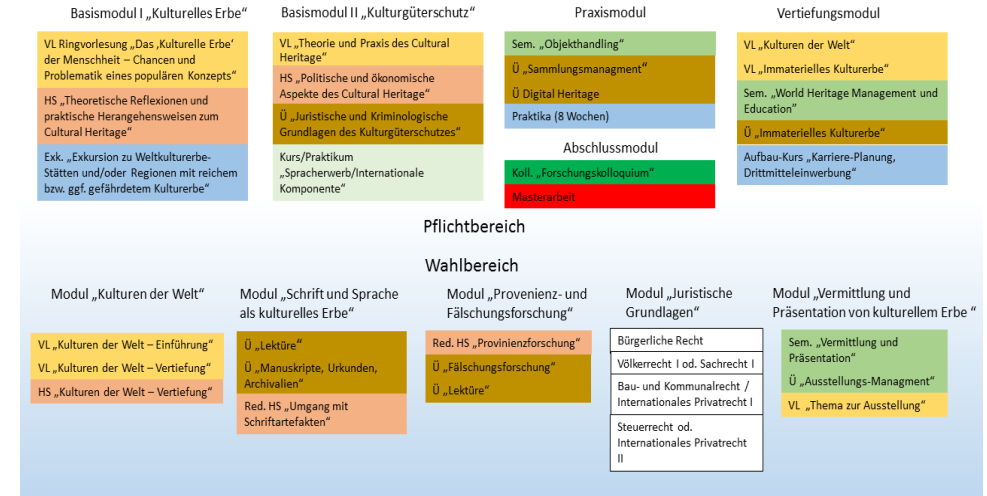 Basismodul I „Kulturelles Erbe“
VL Ringvorlesung „Das ‚Kulturelle Erbe‘
der Menschheit – Chancen und
Problematik eines populären Konzepts“
HS „Theoretische Reflexionen und
praktische Herangehensweisen zum
Cultural Heritage“
Exk. „Exkursion zu Weltkulturerbe-
Stätten und/oder Regionen mit reichem
bzw. ggf. gefährdetem Kulturerbe“
Basismodul II „Kulturgüterschutz“
VL „Theorie und Praxis des Cultural
Heritage“
HS „Politische und ökonomische
Aspekte des Cultural Heritage“
Ü „Juristische und Kriminologische
Grundlagen des Kulturgüterschutzes“
Kurs/Praktikum
„Spracherwerb/Internationale
Komponente“
Praxismodul
Sem. „Objekthandling“
Ü „Sammlungsmanagment“
Ü Digital Heritage
Praktika (8 Wochen)
Abschlussmodul
Koll. „Forschungskolloquium“
Masterarbeit
Vertiefungsmodul
VL „Kulturen der Welt“
VL „Immaterielles Kulturerbe“
Sem. „World Heritage Management und
Education”
Ü „Immaterielles Kulturerbe“
Aufbau-Kurs „Karriere-Planung,
Drittmitteleinwerbung“
Pflichtbereich
Wahlbereich
Modul „Kulturen der Welt“
VL „Kulturen der Welt – Einführung“
VL „Kulturen der Welt – Vertiefung“
HS „Kulturen der Welt – Vertiefung“
Modul „Schrift und Sprache
als kulturelles Erbe“
Ü „Lektüre“
Ü „Manuskripte, Urkunden,
Archivalien“
Red. HS „Umgang mit
Schriftartefakten“
Modul „Provenienz- und
Fälschungsforschung“
Red. HS „Provinienzforschung“
Ü „Fälschungsforschung“
Ü „Lektüre“
Modul „Juristische
Grundlagen“
Bürgerliche Recht
Völkerrecht I od. Sachrecht I
Bau- und Kommunalrecht /
Internationales Privatrecht I
Steuerrecht od.
Internationales Privatrecht
II
Modul „Vermittlung und
Präsentation von kulturellem Erbe “
Sem. „Vermittlung und
Präsentation“
Ü „Ausstellungs-Managment“
VL „Thema zur Ausstellung“